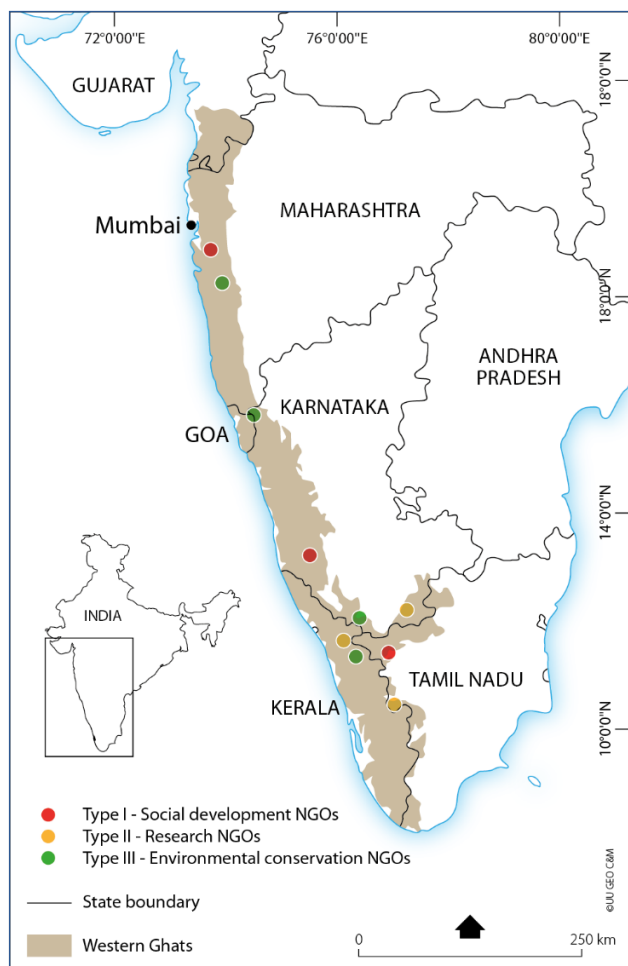 72°0'0"E
76°0'00"E
80°0'0"E
GUJARAT
18°0'0"N
Mumbai
MAHARASHTRA
18°0'0"N
ANDHRA
PRADESH
KARNATAKA
GOA
14°0'0"N
INDIA
TAMIL NADU
KERALA
10°0'0"N
Type I - Social development NGOs
Type II - Research NGOs
Type III - Environmental conservation NGOs
State boundary
Western Ghats
0
250 km
©UU GEO C&M